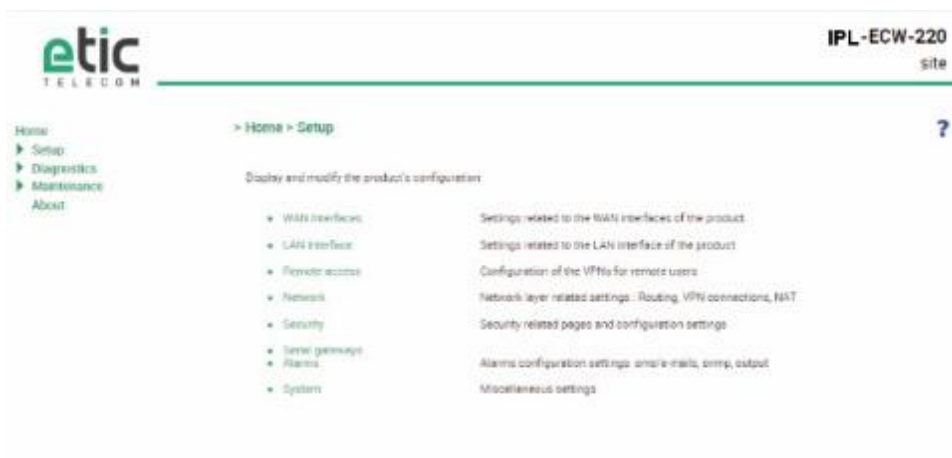 etic
TELECOM
IPL-ECW-220
site
Home
Setup
Diagnostics
Maintenance
About
> Home > Setup
?
Display and modify the product's configuration
WAN Interfaces Settings related to the WAN interfaces of the product
LAN Interface Settings related to the LAN interface of the product
Remote access Configuration of the VPNs for remote users
Network Network layer related settings : Routing, VPN connections, NAT
Security Security related pages and configuration settings
Serial gateways
Alarms Alarms configuration settings: sms/e-mails, snmp, output
System Miscellaneous settings